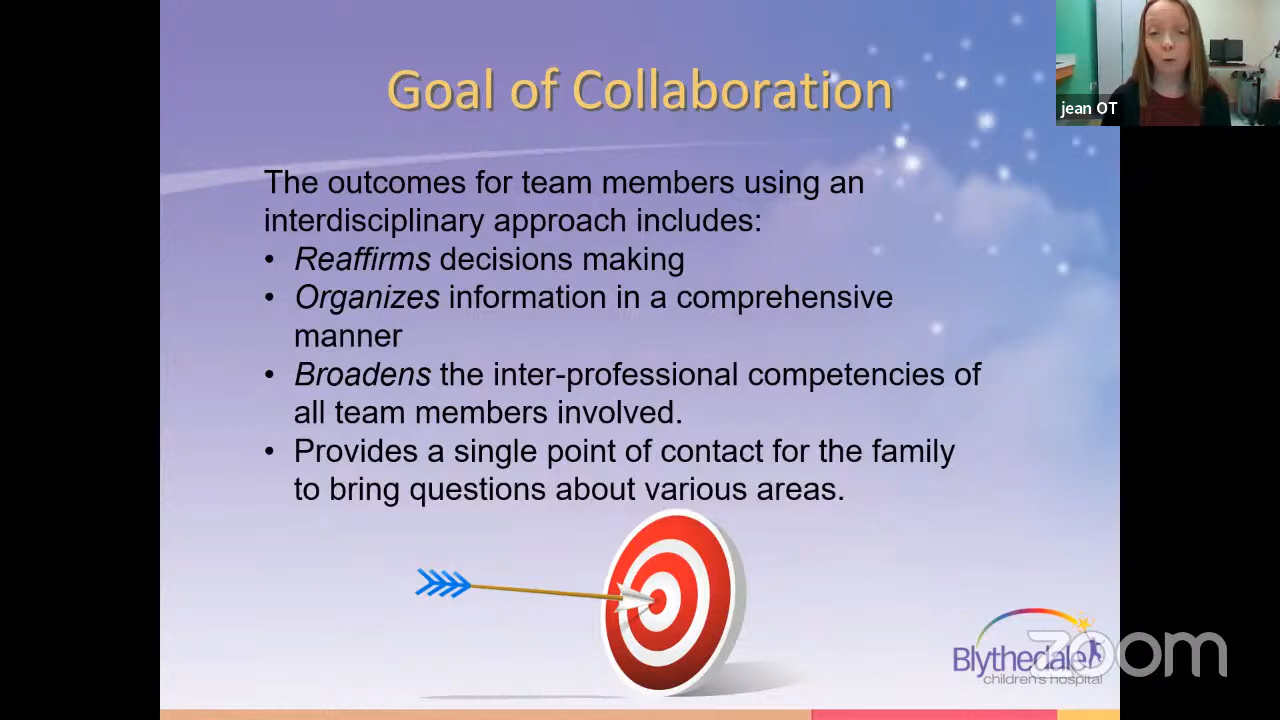 Goal of Collaboration
jean OT
The outcomes for team members using an
interdisciplinary approach includes:
• Reaffirms decisions making
• Organizes information in a comprehensive
manner
• Broadens the inter-professional competencies of
all team members involved.
• Provides a single point of contact for the family
to bring questions about various areas.
Blythedale
children's hospital
zoom